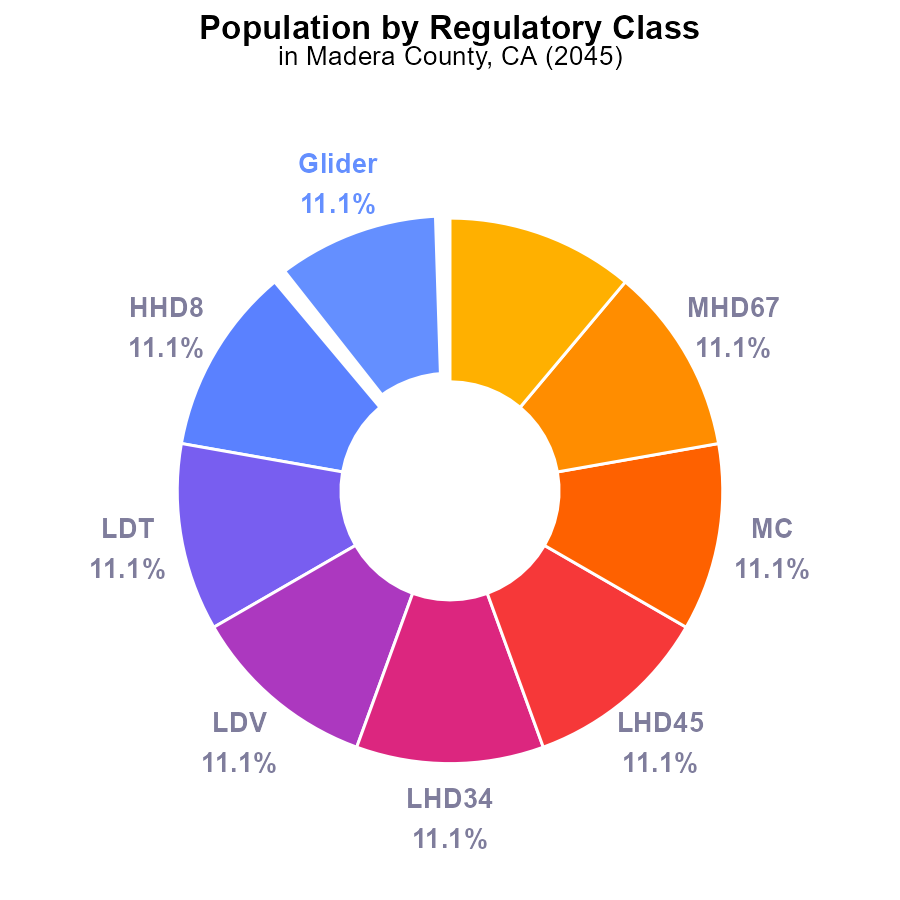 Population by Regulatory Class
in Madera County, CA (2045)
Glider
11.1%
HHD8
11.1%
MHD67
11.1%
LDT
11.1%
MC
11.1%
LDV
11.1%
LHD45
11.1%
LHD34
11.1%